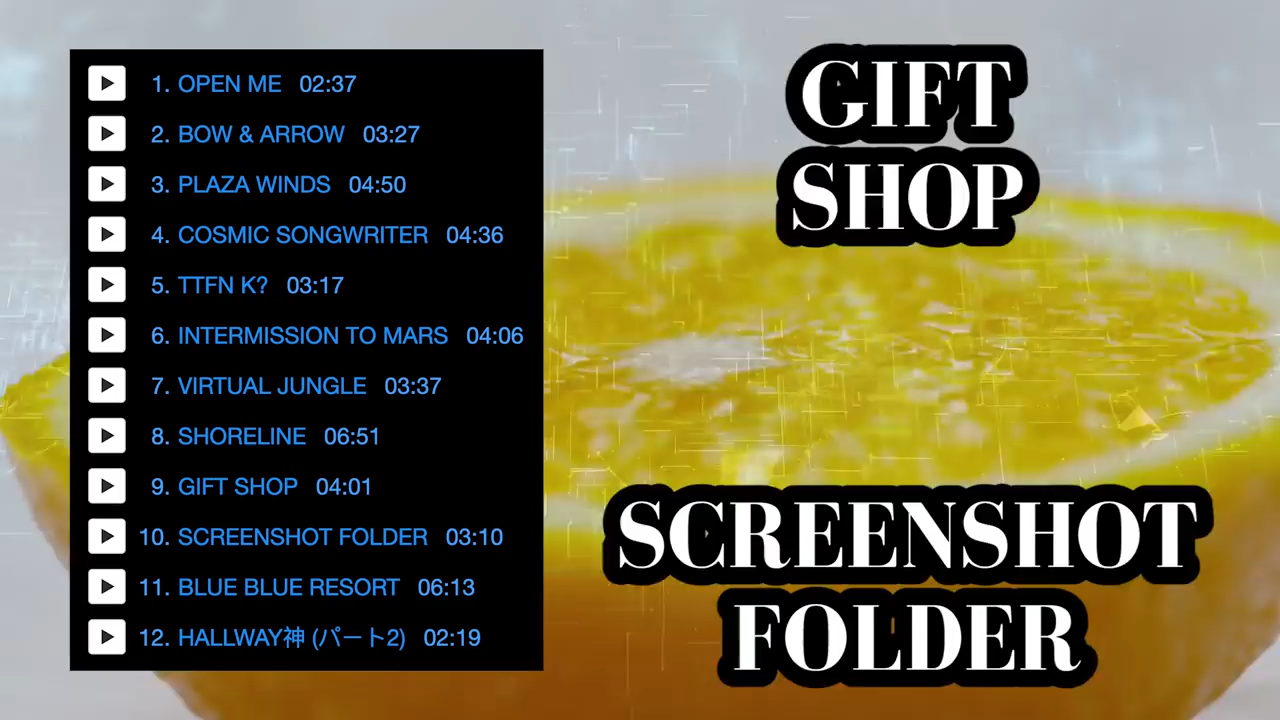 1. OPEN ME 02:37
2. BOW & ARROW 03:27
3. PLAZA WINDS 04:50
4. COSMIC SONGWRITER 04:36
5. TTFN K? 03:17
6. INTERMISSION TO MARS 04:06
7. VIRTUAL JUNGLE 03:37
8. SHORELINE 06:51
9. GIFT SHOP 04:01
10. SCREENSHOT FOLDER 03:10
11. BLUE BLUE RESORT 06:13
12. HALLWAY神 (パート2) 02:19
GIFT
SHOP
SCREENSHOT
FOLDER